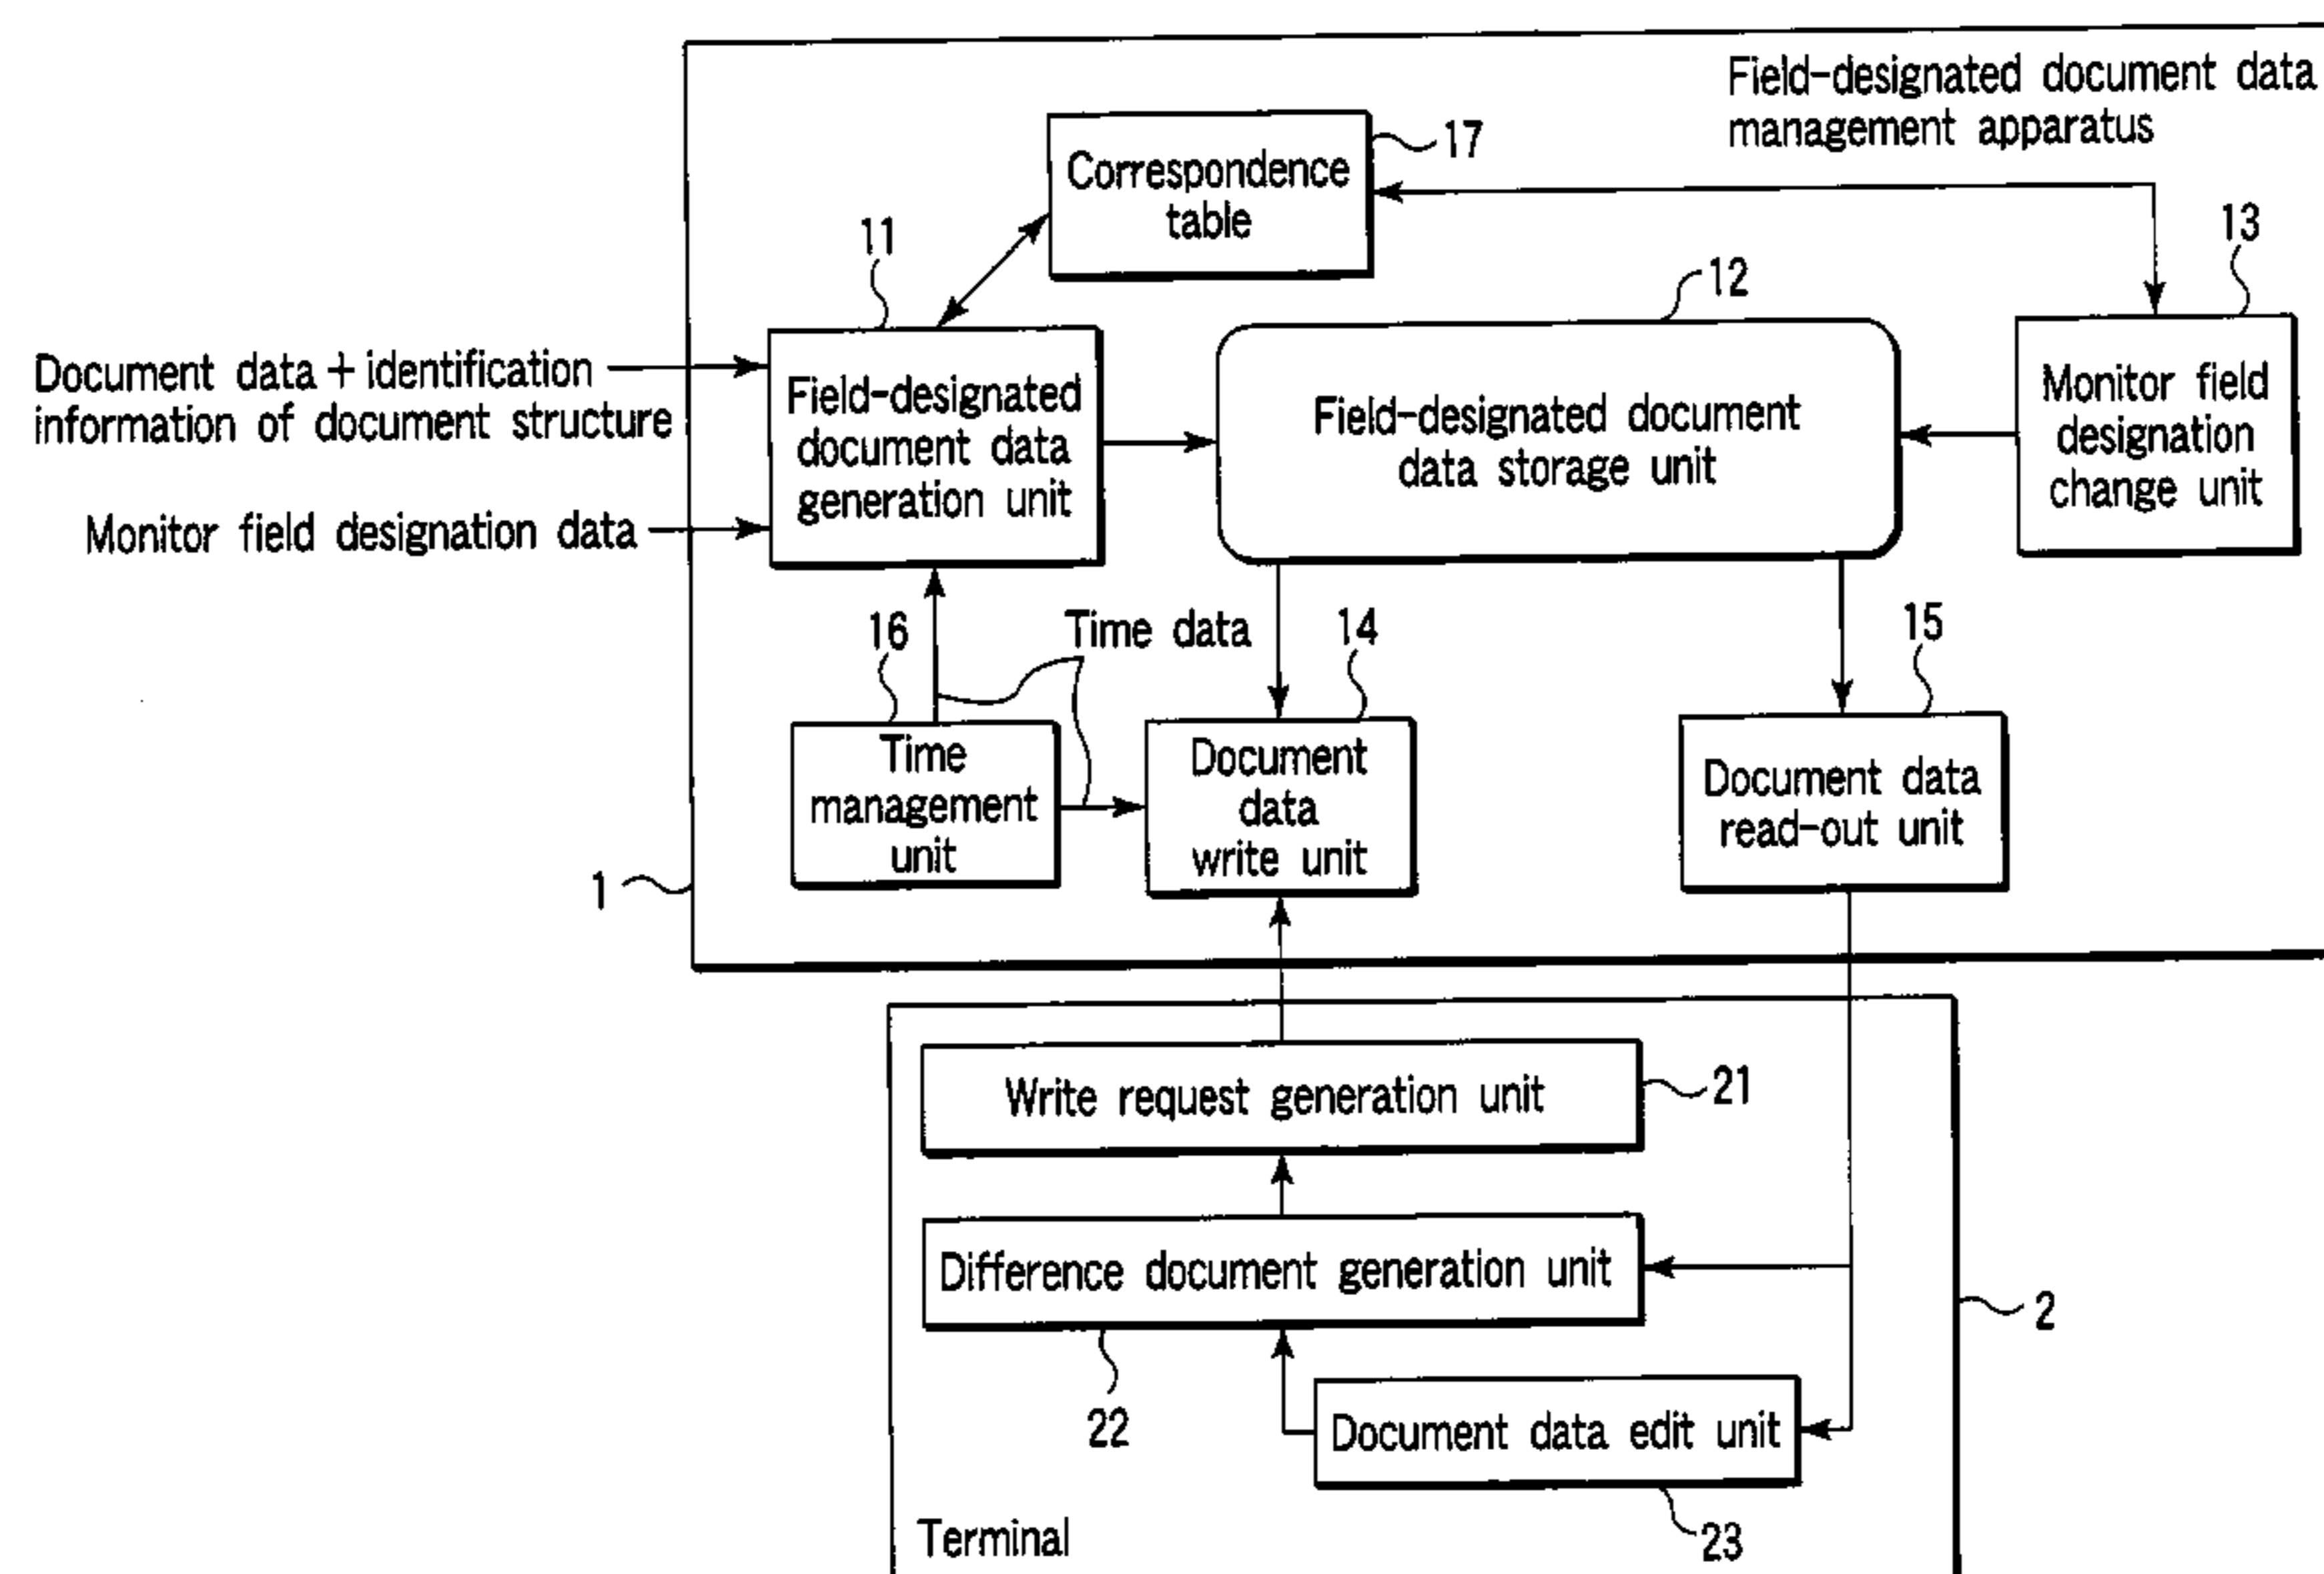 Field-designated document data
management apparatus
17
Correspondence
table
11
12
13
Document data + identification
information of document structure
Monitor field designation data
Field-designated
document data
generation unit
Field-designated document
data storage unit
Monitor field
designation
change unit
16
Time data
14
15
Time
management
unit
Document
data
write unit
Document data
read-out unit
1
Write request generation unit
21
Difference document generation unit
2
22
Document data edit unit
23
Terminal